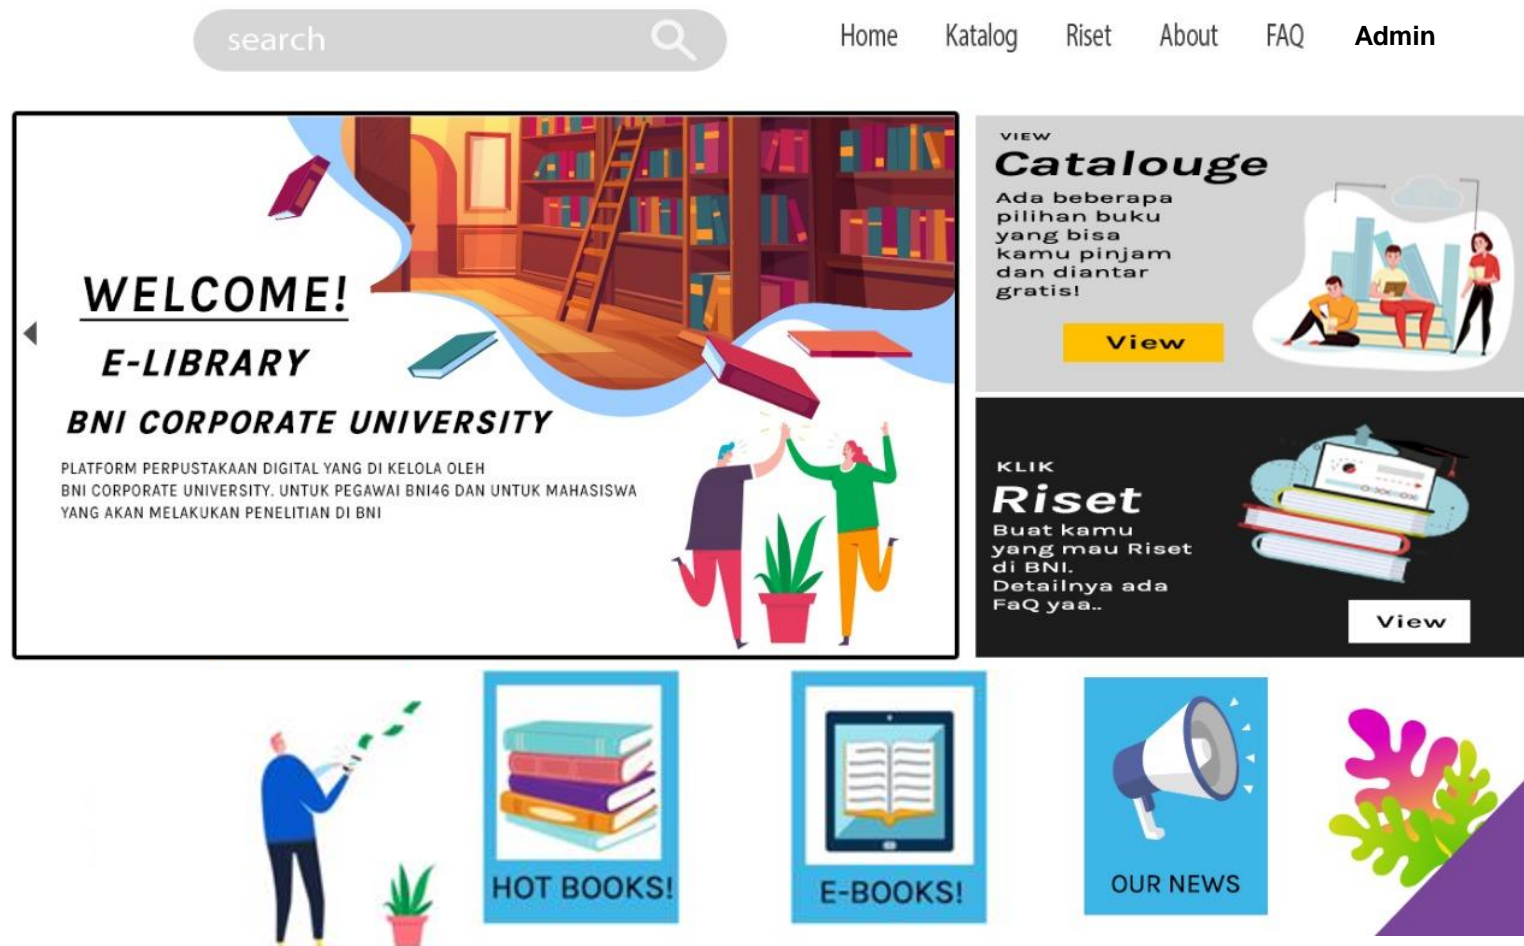 search
Home Katalog Riset About FAQ Admin
WELCOME!
E-LIBRARY
BNI CORPORATE UNIVERSITY
PLATFORM PERPUSTAKAAN DIGITAL YANG DI KELOLA OLEH
BNI CORPORATE UNIVERSITY. UNTUK PEGAWAI BNI46 DAN UNTUK MAHASISWA
YANG AKAN MELAKUKAN PENELITIAN DI BNI
VIEW
Catalouge
Ada beberapa
pilihan buku
yang bisa
kamu pinjam
dan diantar
gratis!
View
KLIK
Riset
Buat kamu
yang mau Riset
di BNI.
Detailnya ada
FaQ yaa..
View
HOT BOOKS!
E-BOOKS!
OUR NEWS